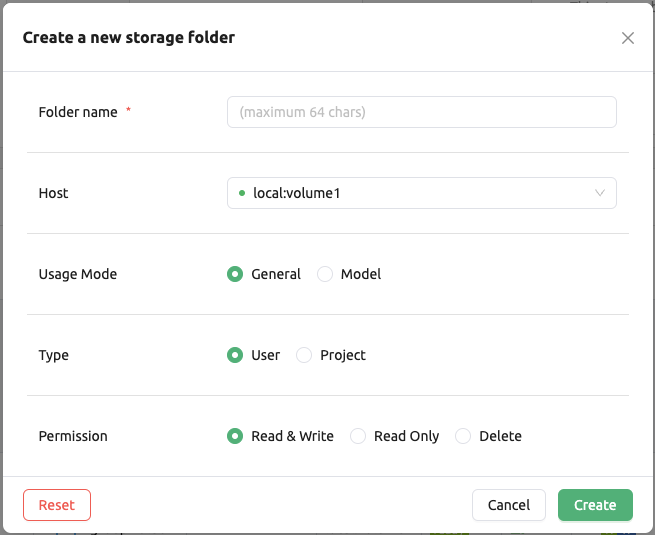 Create a new storage folder
Folder name *
(maximum 64 chars)
Host
local:volume1
Usage Mode
General
Model
Type
User
Project
Permission
Read & Write
Read Only
Delete
Reset
Cancel
Create